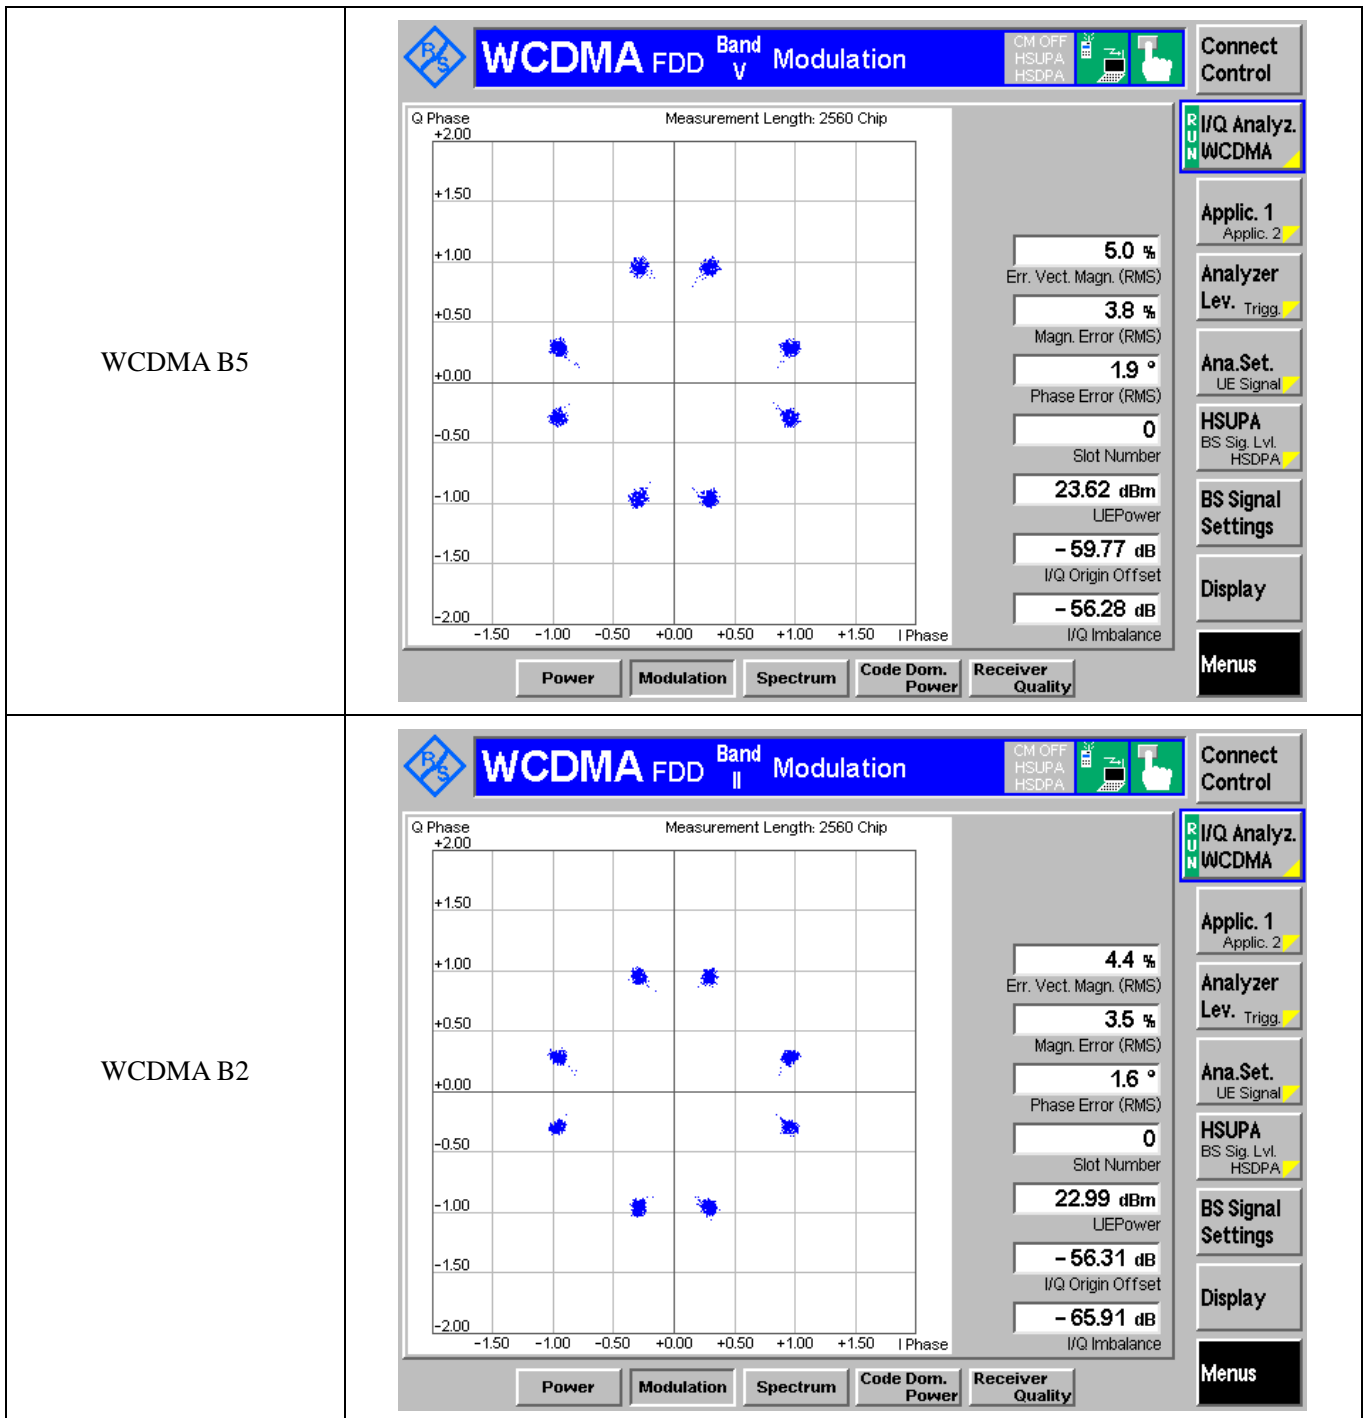 WCDMA B5
R/S
WCDMA FDD Band V Modulation
CM OFF
HSUPA
HSDPA
Connect
Control
Q Phase
Measurement Length: 2560 Chip
+2.00
+1.50
+1.00
+0.50
+0.00
-0.50
-1.00
-1.50
-2.00
-1.50 -1.00 -0.50 +0.00 +0.50 +1.00 +1.50 I Phase
5.0 %
Err. Vect. Magn. (RMS)
3.8 %
Magn. Error (RMS)
1.9 °
Phase Error (RMS)
0
Slot Number
23.62 dBm
UEPower
-59.77 dB
I/Q Origin Offset
-56.28 dB
I/Q Imbalance
RUN
I/Q Analyz.
WCDMA
Applic. 1
Applic. 2
Analyzer
Lev. Trigg.
Ana.Set.
UE Signal
HSUPA
BS Sig. Lvl.
HSDPA
BS Signal
Settings
Display
Menus
Power Modulation Spectrum Code Dom. Power Receiver Quality
WCDMA B2
R/S
WCDMA FDD Band II Modulation
CM OFF
HSUPA
HSDPA
Connect
Control
Q Phase
Measurement Length: 2560 Chip
+2.00
+1.50
+1.00
+0.50
+0.00
-0.50
-1.00
-1.50
-2.00
-1.50 -1.00 -0.50 +0.00 +0.50 +1.00 +1.50 I Phase
4.4 %
Err. Vect. Magn. (RMS)
3.5 %
Magn. Error (RMS)
1.6 °
Phase Error (RMS)
0
Slot Number
22.99 dBm
UEPower
-56.31 dB
I/Q Origin Offset
-65.91 dB
I/Q Imbalance
RUN
I/Q Analyz.
WCDMA
Applic. 1
Applic. 2
Analyzer
Lev. Trigg.
Ana.Set.
UE Signal
HSUPA
BS Sig. Lvl.
HSDPA
BS Signal
Settings
Display
Menus
Power Modulation Spectrum Code Dom. Power Receiver Quality